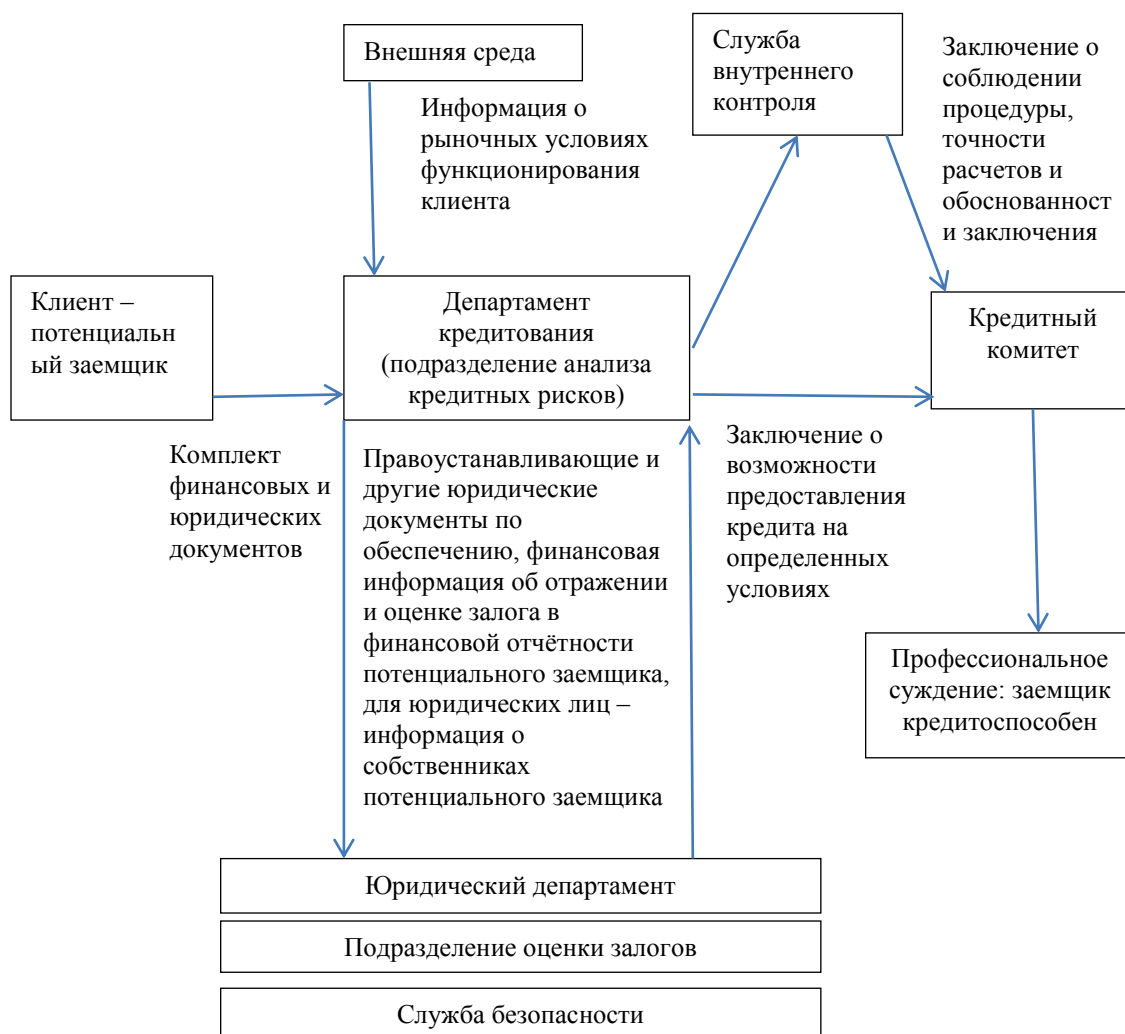 Внешняя среда
Служба
внутреннего
контроля
Заключение о
соблюдении
процедуры,
точности
расчетов и
обоснованност
и заключения
Информация о
рыночных условиях
функционирования
клиента
Клиент –
потенциальн
ый заемщик
Департамент
кредитования
(подразделение анализа
кредитных рисков)
Кредитный
комитет
Комплект
финансовых и
юридических
документов
Правоустанавливающие и
другие юридические
документы по
обеспечению, финансовая
информация об отражении
и оценке залога в
финансовой отчётности
потенциального заемщика,
для юридических лиц –
информация о
собственниках
потенциального заемщика
Заключение о
возможности
предоставления
кредита на
определенных
условиях
Профессиональное
суждение: заемщик
кредитоспособен
Юридический департамент
Подразделение оценки залогов
Служба безопасности